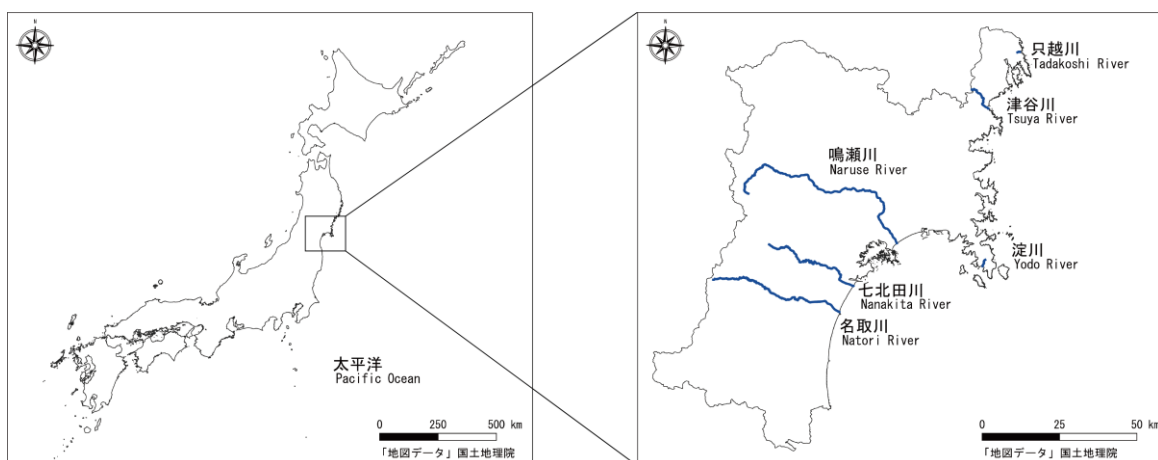 N
太平洋
Pacific Ocean
0 250 500 km
「地図データ」国土地理院
N
只越川
Tadakoshi River
津谷川
Tsuya River
鳴瀬川
Naruse River
淀川
Yodo River
七北田川
Nanakita River
名取川
Natori River
0 25 50 km
「地図データ」国土地理院